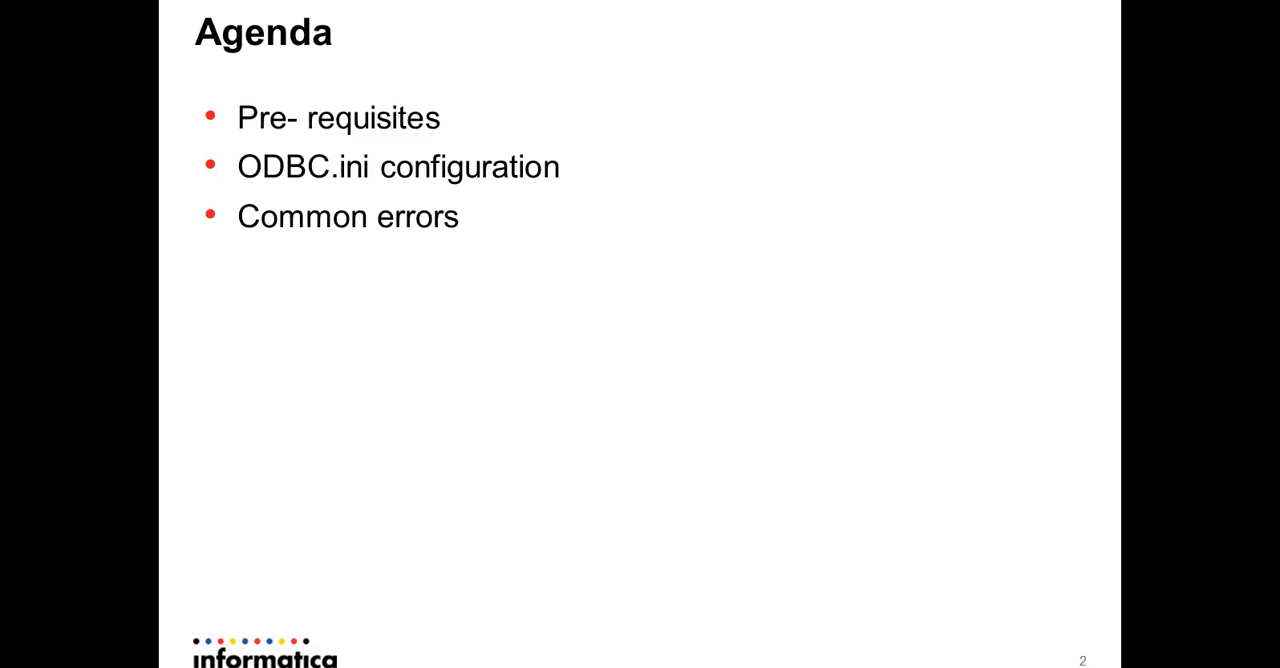 Agenda
• Pre- requisites
• ODBC.ini configuration
• Common errors
informatica
2